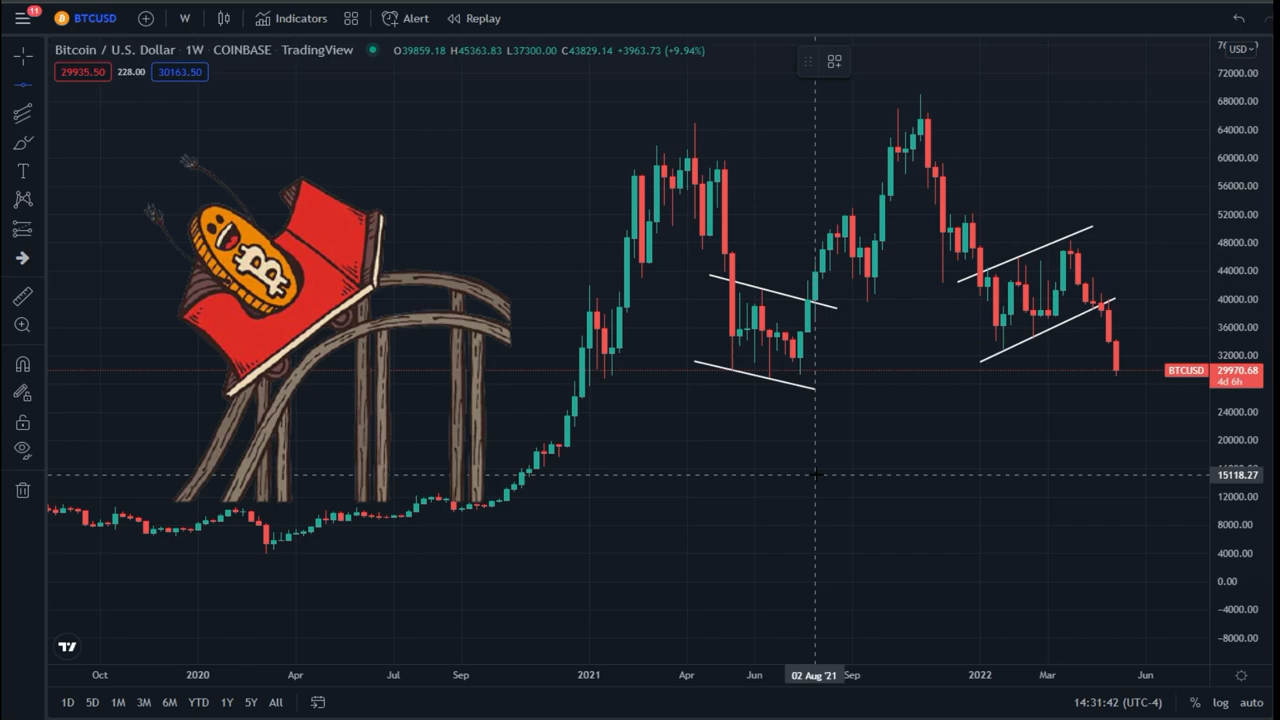 11
BTCUSD
W
Indicators
Alert
Replay
Bitcoin / U.S. Dollar · 1W · COINBASE · TradingView
O39859.18 H45363.83 L37300.00 C43829.14 +3963.73 (+9.94%)
29935.50 228.00 30163.50
USD
72000.00
68000.00
64000.00
60000.00
56000.00
52000.00
48000.00
44000.00
40000.00
36000.00
32000.00
BTCUSD 29970.68
4d 6h
24000.00
20000.00
15118.27
12000.00
8000.00
4000.00
0.00
−4000.00
−8000.00
Oct 2020 Apr Jul Sep 2021 Apr Jun 02 Aug '21 Sep 2022 Mar Jun
1D 5D 1M 3M 6M YTD 1Y 5Y All
14:31:42 (UTC-4) % log auto